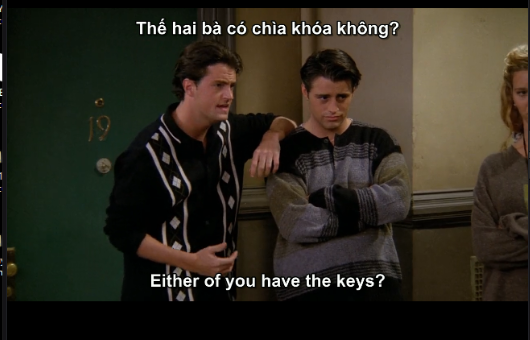 Thế hai bà có chìa khóa không?
19
Either of you have the keys?